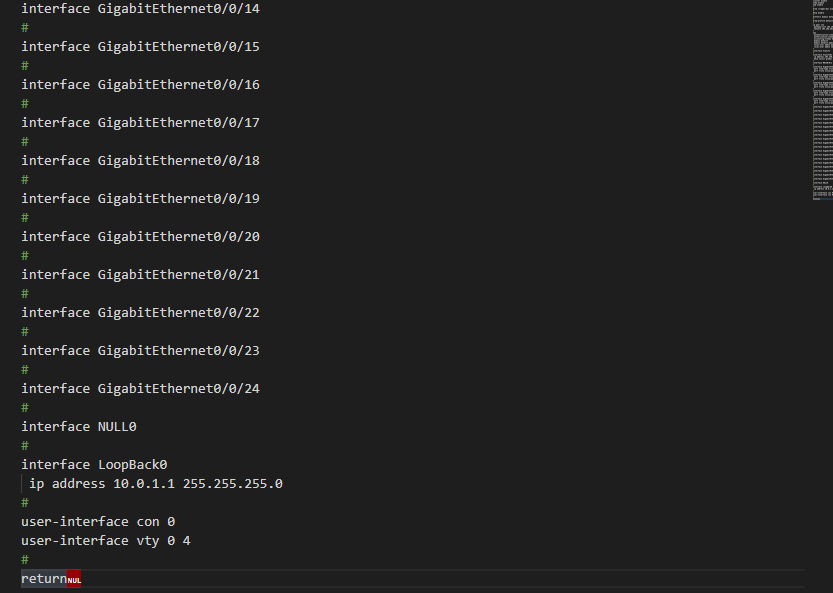 interface GigabitEthernet0/0/14
#
interface GigabitEthernet0/0/15
#
interface GigabitEthernet0/0/16
#
interface GigabitEthernet0/0/17
#
interface GigabitEthernet0/0/18
#
interface GigabitEthernet0/0/19
#
interface GigabitEthernet0/0/20
#
interface GigabitEthernet0/0/21
#
interface GigabitEthernet0/0/22
#
interface GigabitEthernet0/0/23
#
interface GigabitEthernet0/0/24
#
interface NULL0
#
interface LoopBack0
 ip address 10.0.1.1 255.255.255.0
#
user-interface con 0
user-interface vty 0 4
#
returnNUL